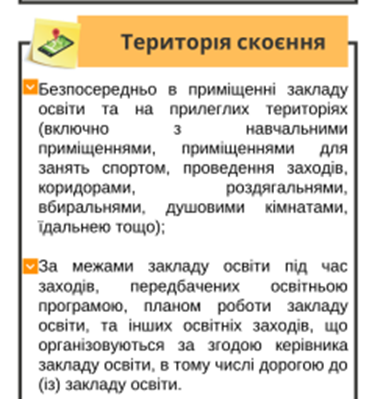 Територія скоєння
Безпосередньо в приміщенні закладу
освіти та на прилеглих територіях
(включно з навчальними
приміщеннями, приміщеннями для
занять спортом, проведення заходів,
коридорами, роздягальнями,
вбиральнями, душовими кімнатами,
їдальнею тощо);
За межами закладу освіти під час
заходів, передбачених освітньою
програмою, планом роботи закладу
освіти, та інших освітніх заходів, що
організовуються за згодою керівника
закладу освіти, в тому числі дорогою до
(із) закладу освіти.